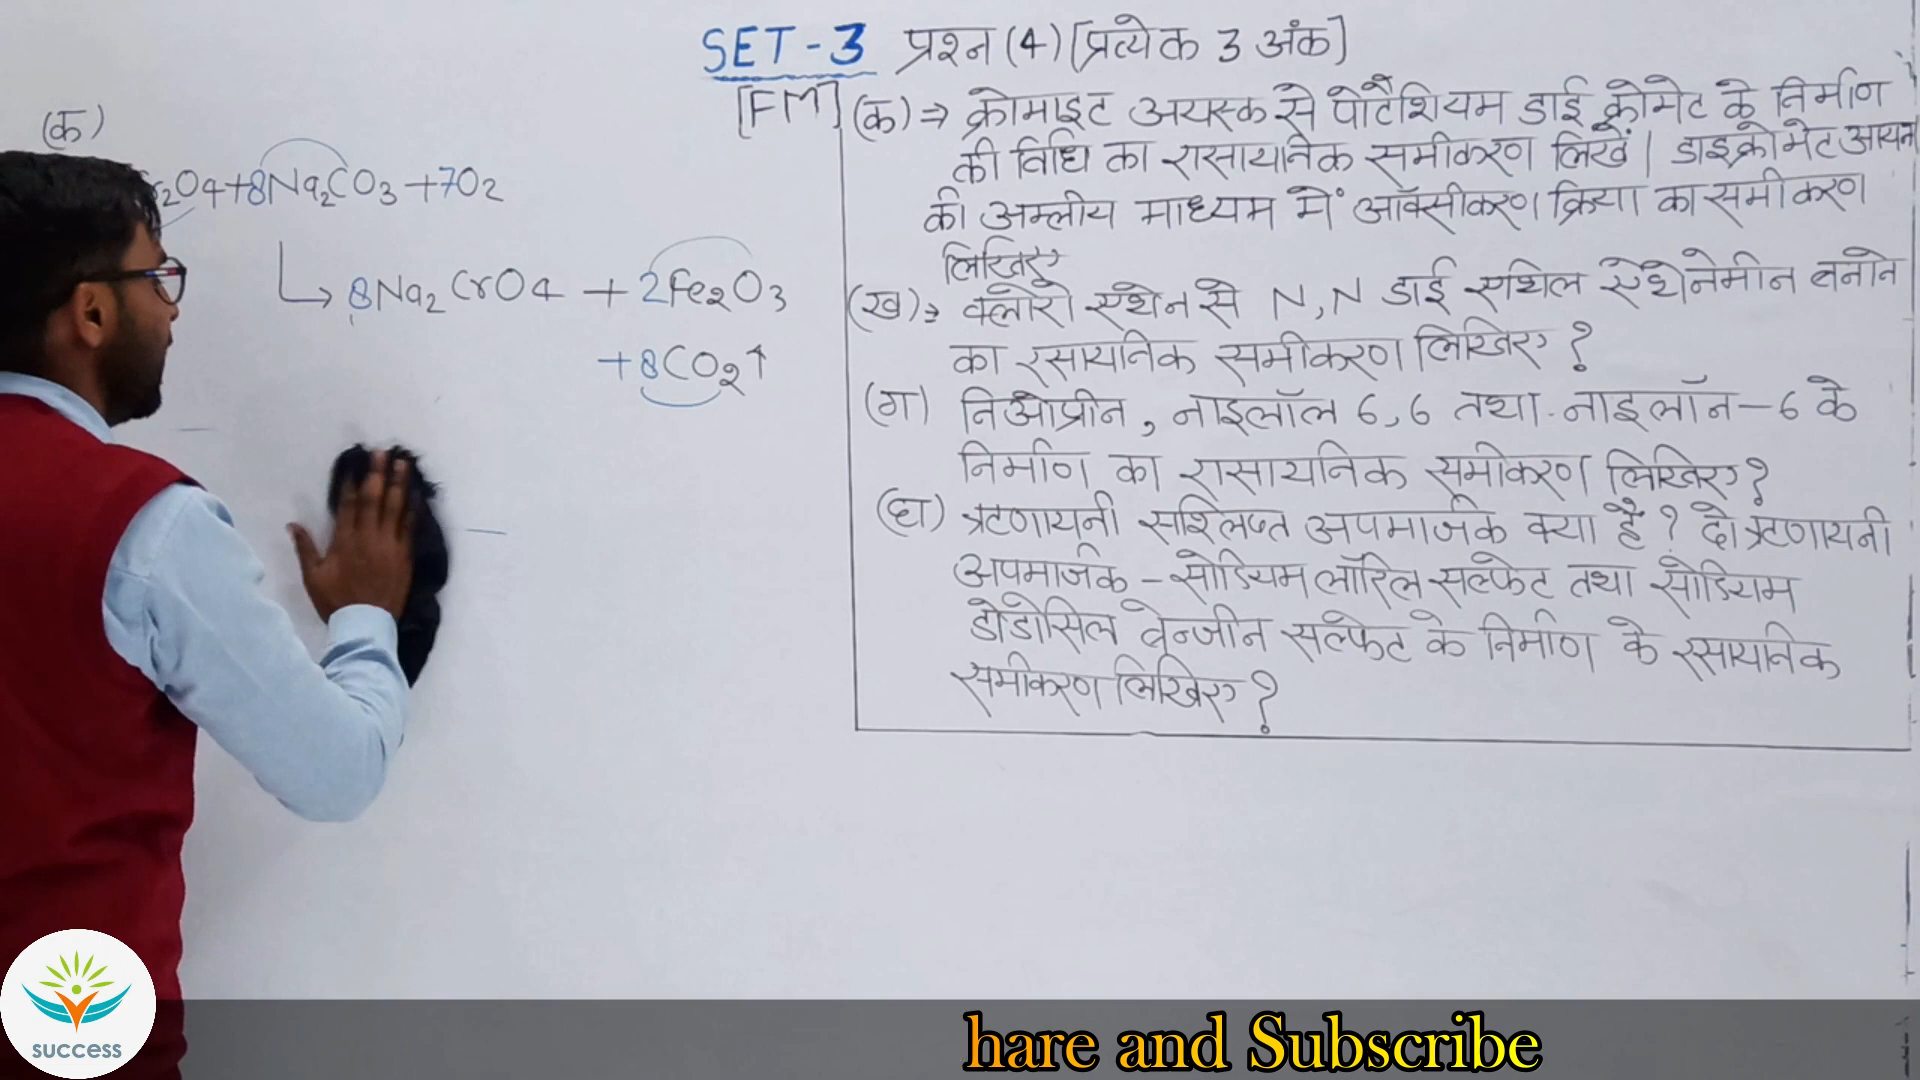 SET-3 प्रश्न (4) [प्रत्येक 3 अंक]
[FM] (क) ⇒ क्रोमाइट अयस्क से पोटैशियम डाई क्रोमेट के निर्माण
की विधि का रासायनिक समीकरण लिखें। डाइक्रोमेट आयन
की अम्लीय माध्यम में ऑक्सीकरण क्रिया का समीकरण
लिखिए
(ख)⇒ क्लोरो एथेन से N,N डाई एथिल ऐथेनेमीन बनाने
का रसायनिक समीकरण लिखिए?
(ग) निओप्रीन, नाइलॉल 6,6 तथा नाइलॉन-6 के
निर्माण का रासायनिक समीकरण लिखिए?
(घ) ऋणायनी संश्लिष्त अपमार्जक क्या है? दो ऋणायनी
अपमार्जक - सोडियम लॉरिल सल्फेट तथा सोडियम
डोडेसिल बेन्जीन सल्फेट के निर्माण के रसायनिक
समीकरण लिखिए?
(क)
r₂O4+8Na₂CO3+7O2
8Na2CrO4 + 2Fe2O3
+8CO2↑
success
hare and Subscribe